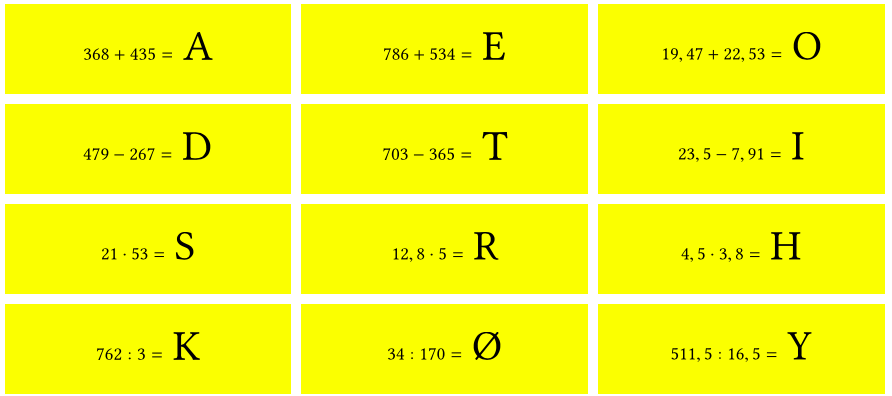 368 + 435 = A
786 + 534 = E
19, 47 + 22, 53 = O
479 − 267 = D
703 − 365 = T
23, 5 − 7, 91 = I
21 · 53 = S
12, 8 · 5 = R
4, 5 · 3, 8 = H
762 : 3 = K
34 : 170 = Ø
511, 5 : 16, 5 = Y